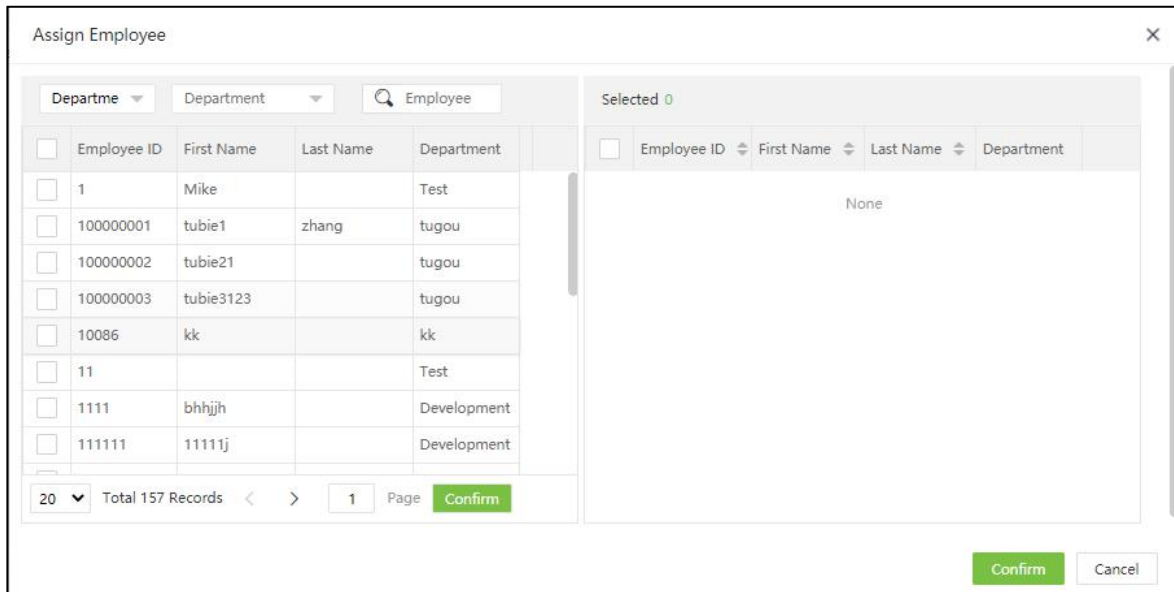 Assign Employee
Departme Department Employee
Employee ID First Name Last Name Department
1 Mike Test
100000001 tubie1 zhang tugou
100000002 tubie21 tugou
100000003 tubie3123 tugou
10086 kk kk
11 Test
1111 bhhjjh Development
111111 11111j Development
20 Total 157 Records 1 Page Confirm
Selected 0
Employee ID First Name Last Name Department
None
Confirm Cancel